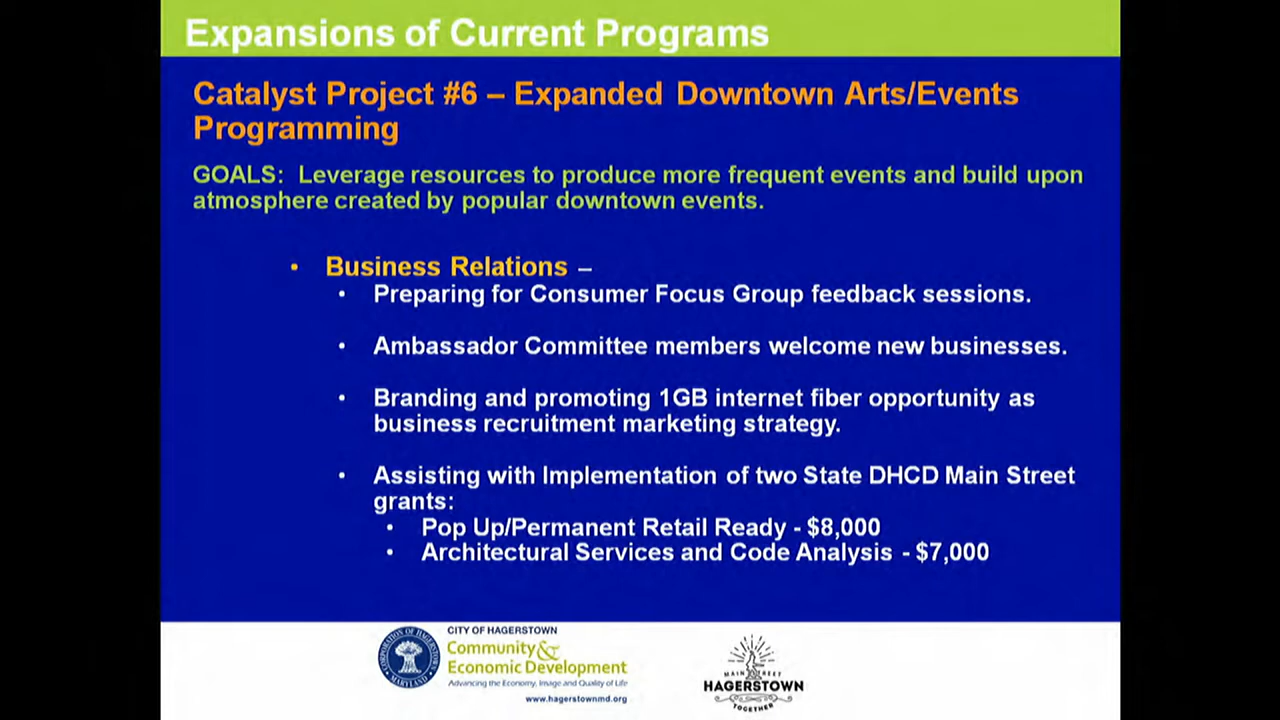 Expansions of Current Programs
Catalyst Project #6 – Expanded Downtown Arts/Events
Programming
GOALS: Leverage resources to produce more frequent events and build upon
atmosphere created by popular downtown events.
• Business Relations –
• Preparing for Consumer Focus Group feedback sessions.
• Ambassador Committee members welcome new businesses.
• Branding and promoting 1GB internet fiber opportunity as
business recruitment marketing strategy.
• Assisting with Implementation of two State DHCD Main Street
grants:
• Pop Up/Permanent Retail Ready - $8,000
• Architectural Services and Code Analysis - $7,000
CORPORATION OF HAGERSTOWN
MARYLAND
CITY OF HAGERSTOWN
Community &
Economic Development
Advancing the Economy, Image and Quality of Life
www.hagerstownmd.org
MAIN STREET
HAGERSTOWN
TOGETHER